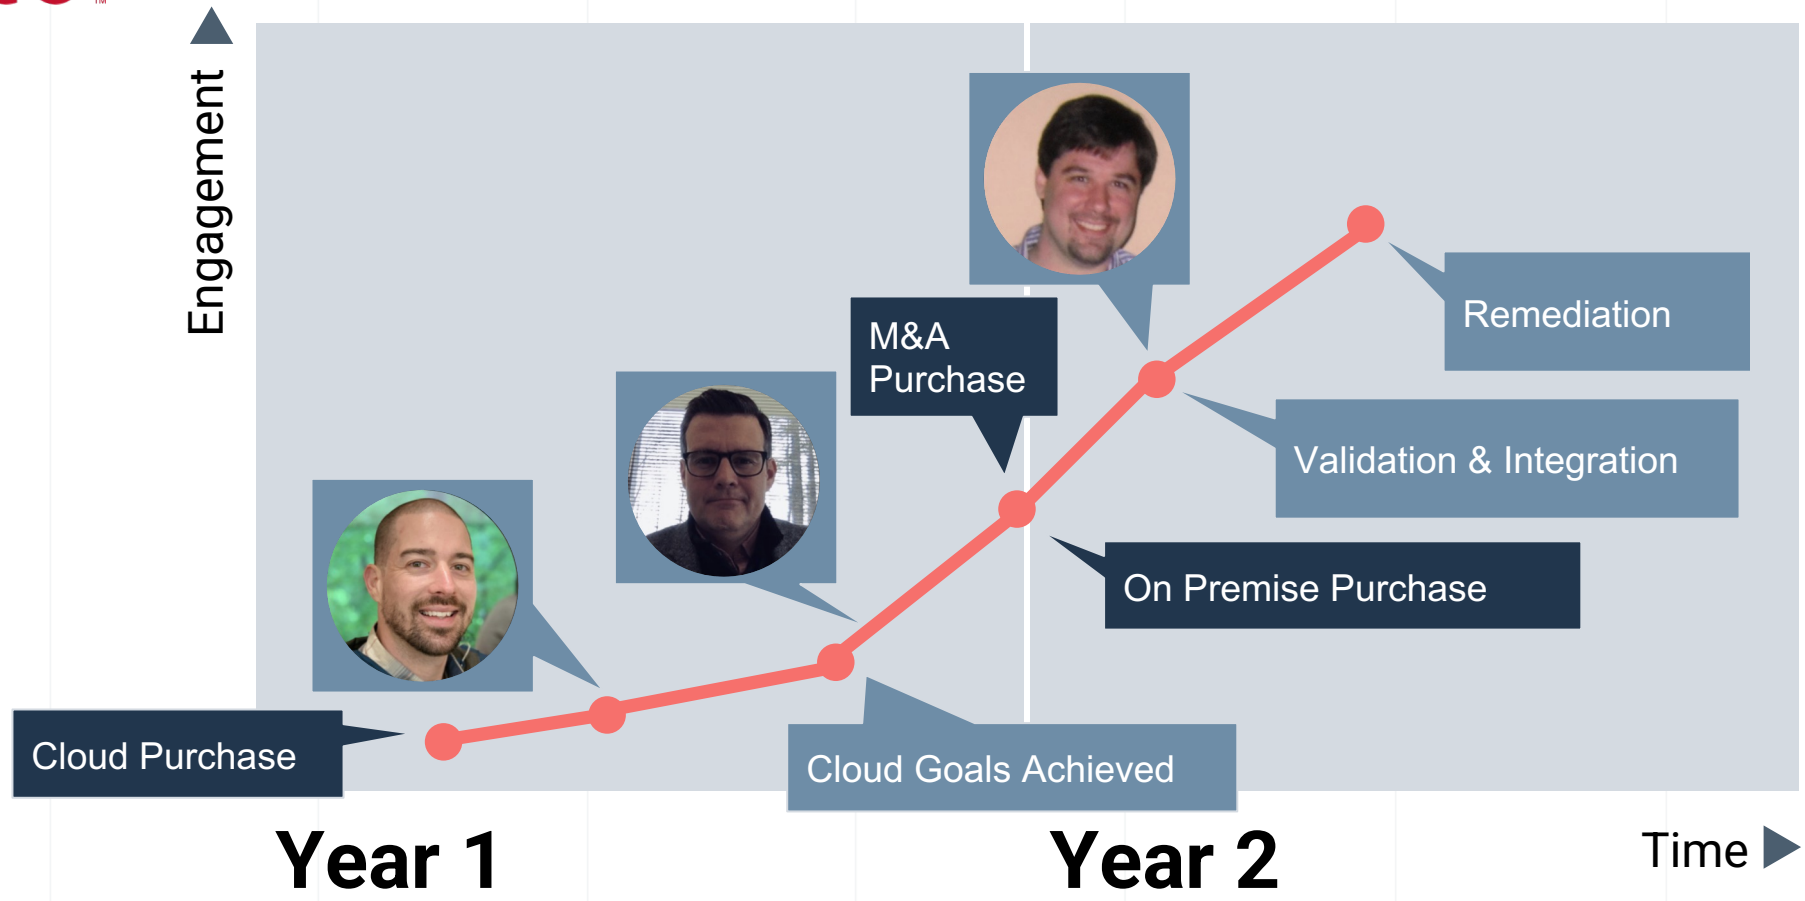 Engagement
M&A
Purchase
Remediation
Validation & Integration
On Premise Purchase
Cloud Purchase
Cloud Goals Achieved
Year 1
Year 2
Time